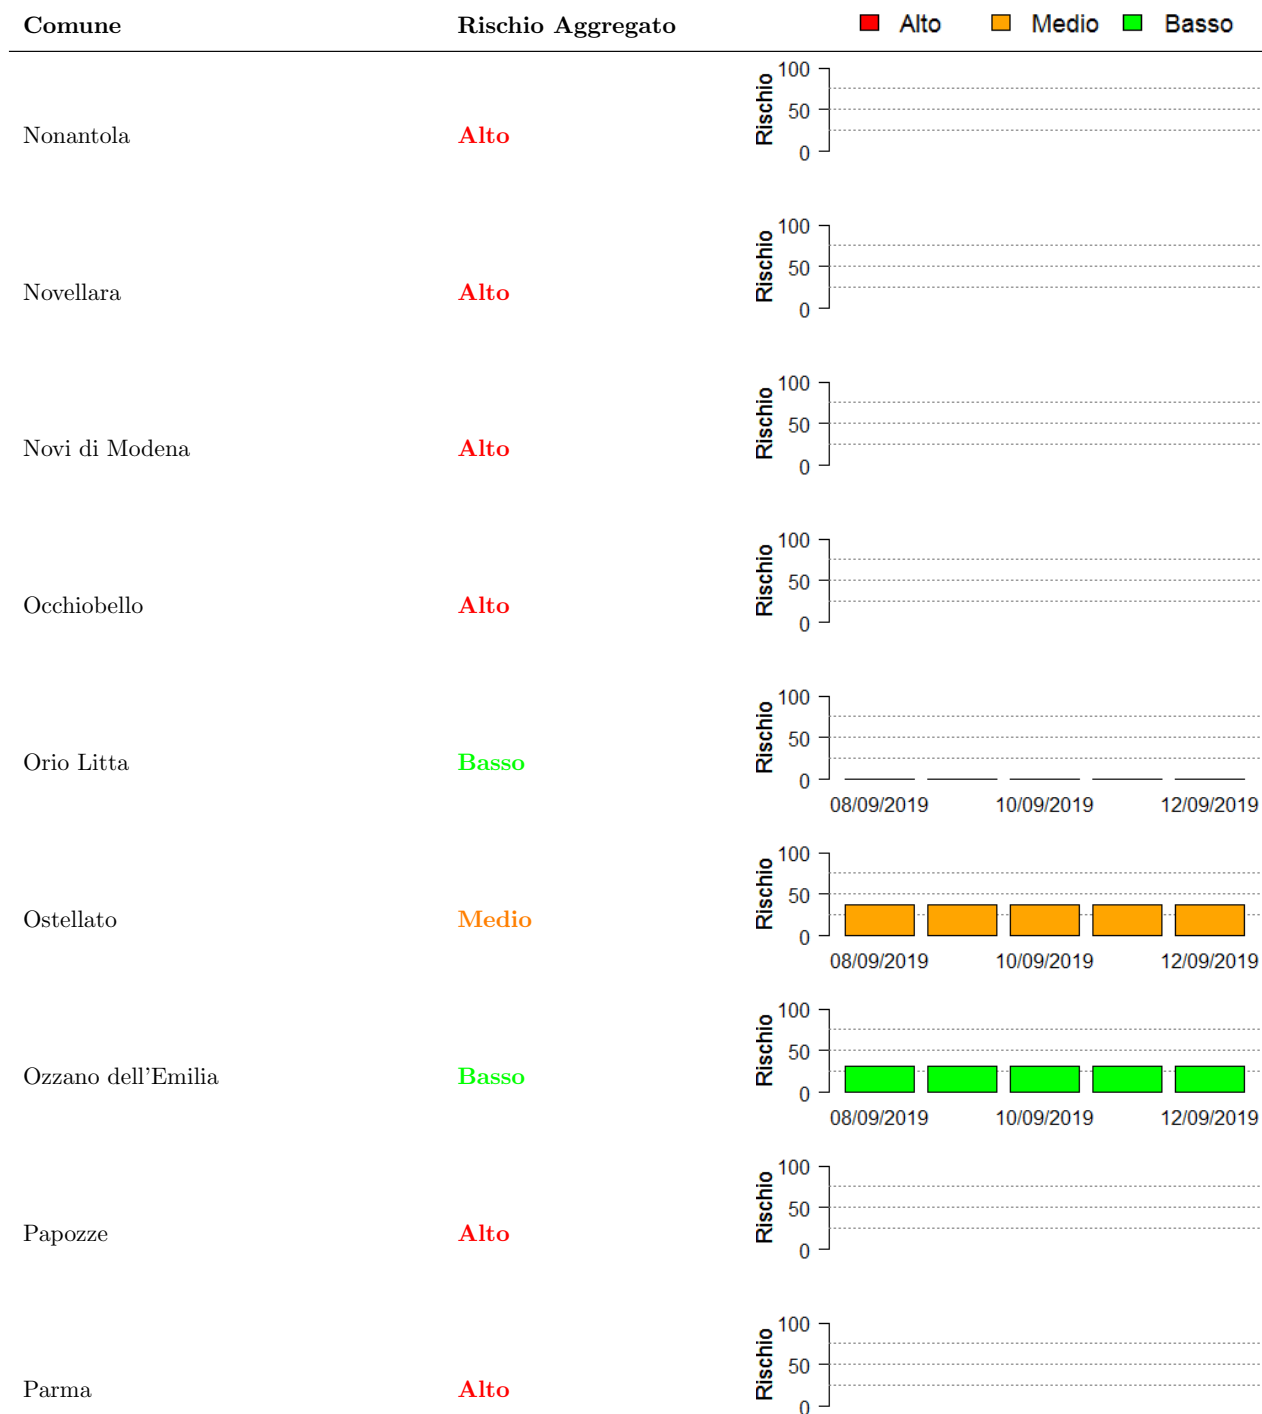 Comune Rischio Aggregato Alto Medio Basso
Nonantola Alto Rischio 100 50 0
Novellara Alto Rischio 100 50 0
Novi di Modena Alto Rischio 100 50 0
Occhiobello Alto Rischio 100 50 0
Orio Litta Basso Rischio 100 50 0
08/09/2019 10/09/2019 12/09/2019
Ostellato Medio Rischio 100 50 0
08/09/2019 10/09/2019 12/09/2019
Ozzano dell'Emilia Basso Rischio 100 50 0
08/09/2019 10/09/2019 12/09/2019
Papozze Alto Rischio 100 50 0
Parma Alto Rischio 100 50 0